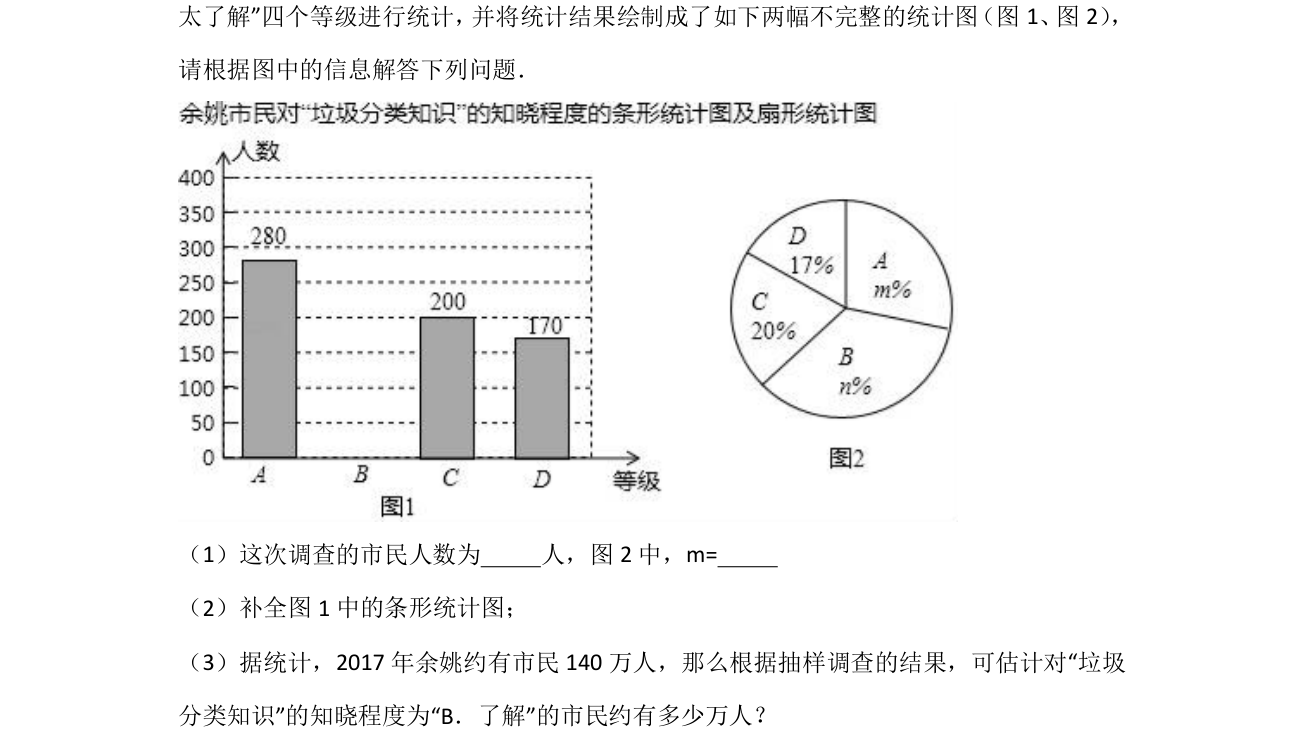 太了解”四个等级进行统计，并将统计结果绘制成了如下两幅不完整的统计图（图 1、图 2），
请根据图中的信息解答下列问题．
余姚市民对“垃圾分类知识”的知晓程度的条形统计图及扇形统计图
人数
400
350
300
250
200
150
100
50
0
280
200
170
A
B
C
D
等级
图1
D
17%
A
m%
C
20%
B
n%
图2
（1）这次调查的市民人数为_____人，图 2 中，m=_____
（2）补全图 1 中的条形统计图；
（3）据统计，2017 年余姚约有市民 140 万人，那么根据抽样调查的结果，可估计对“垃圾
分类知识”的知晓程度为“B．了解”的市民约有多少万人？